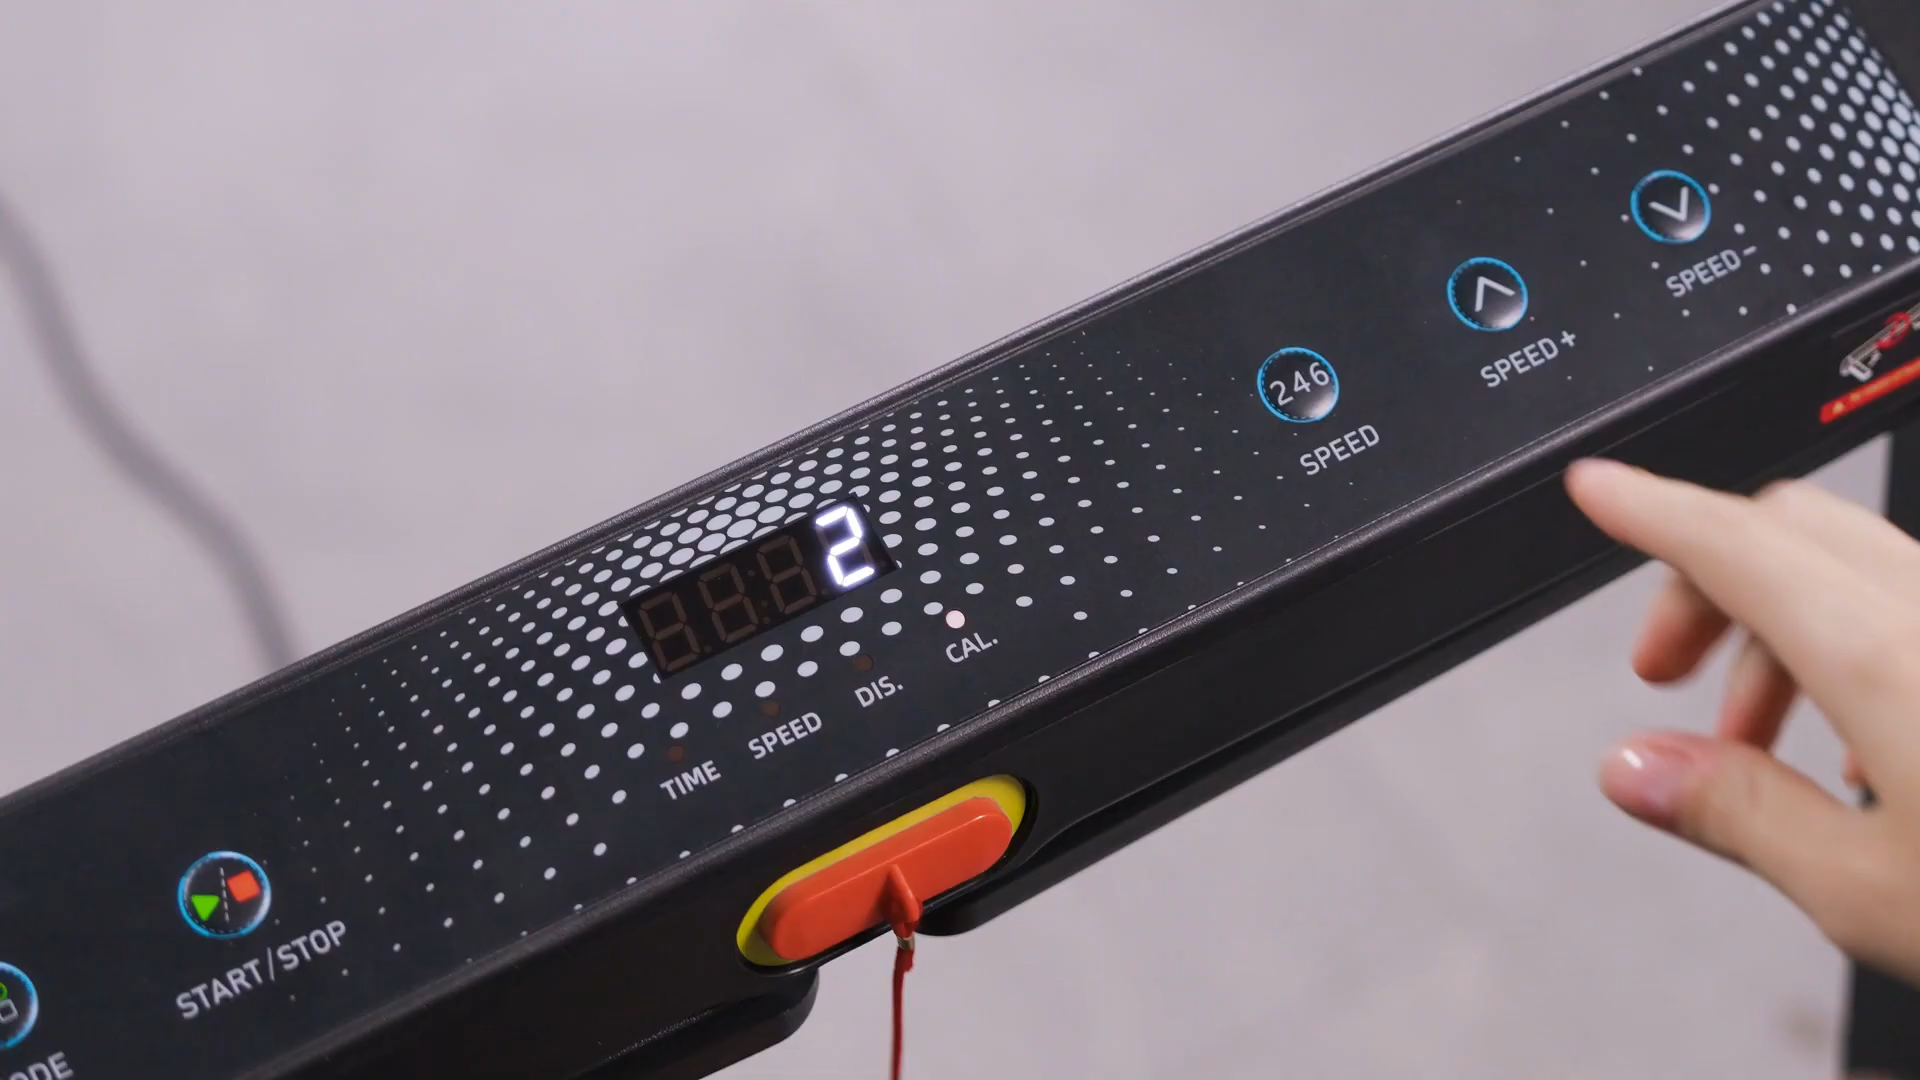 2
TIME
SPEED
DIS.
CAL.
246
SPEED
SPEED+
SPEED-
START/STOP